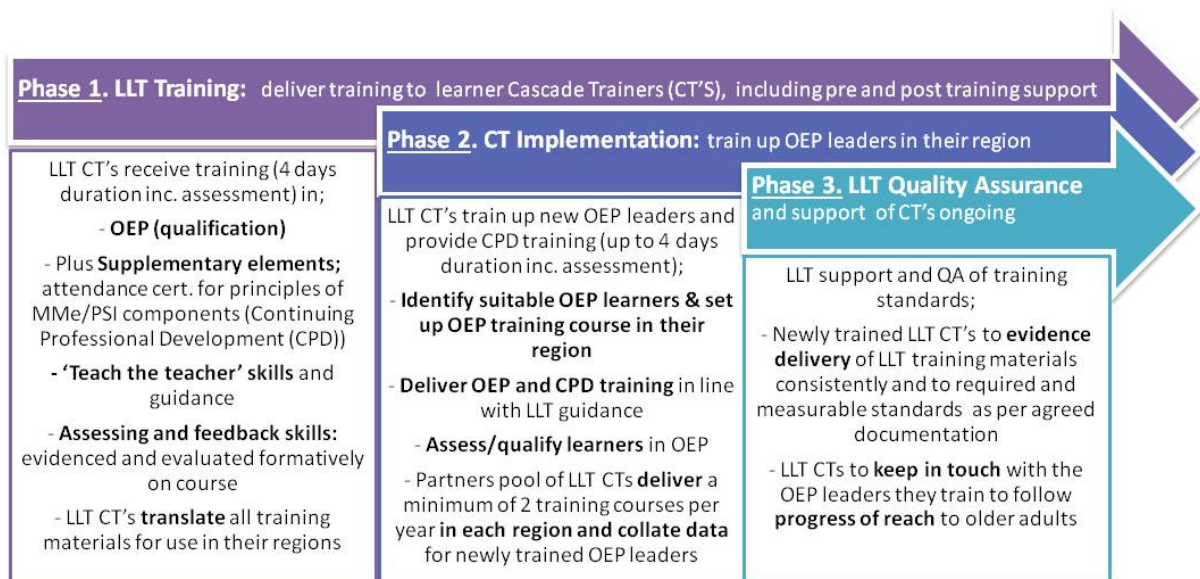 Phase 1. LLT Training: deliver training to learner Cascade Trainers (CT'S), including pre and post training support
LLT CT's receive training (4 days
duration inc. assessment) in;
- OEP (qualification)
- Plus Supplementary elements;
attendance cert. for principles of
MMe/PSI components (Continuing
Professional Development (CPD))
- 'Teach the teacher' skills and
guidance
- Assessing and feedback skills:
evidenced and evaluated formatively
on course
- LLT CT's translate all training
materials for use in their regions
Phase 2. CT Implementation: train up OEP leaders in their region
LLT CT's train up new OEP leaders and
provide CPD training (up to 4 days
duration inc. assessment);
- Identify suitable OEP learners & set
up OEP training course in their
region
- Deliver OEP and CPD training in line
with LLT guidance
- Assess/qualify learners in OEP
- Partners pool of LLT CTs deliver a
minimum of 2 training courses per
year in each region and collate data
for newly trained OEP leaders
Phase 3. LLT Quality Assurance
and support of CT's ongoing
LLT support and QA of training
standards;
- Newly trained LLT CT's to evidence
delivery of LLT training materials
consistently and to required and
measurable standards as per agreed
documentation
- LLT CTs to keep in touch with the
OEP leaders they train to follow
progress of reach to older adults